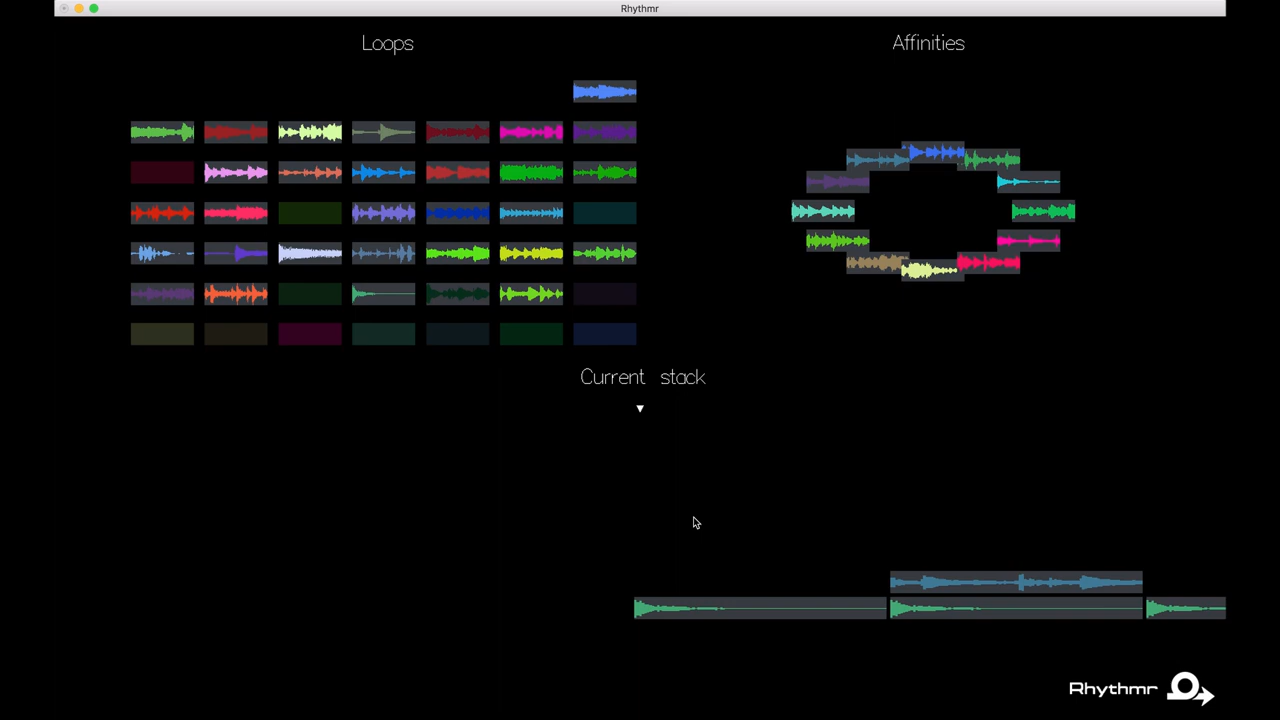 Rhythmr
Loops
Affinities
Current stack
Rhythmr